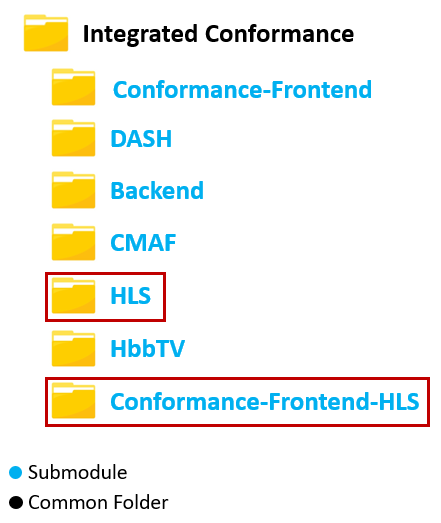 Integrated Conformance
Conformance-Frontend
DASH
Backend
CMAF
HLS
HbbTV
Conformance-Frontend-HLS
Submodule
Common Folder